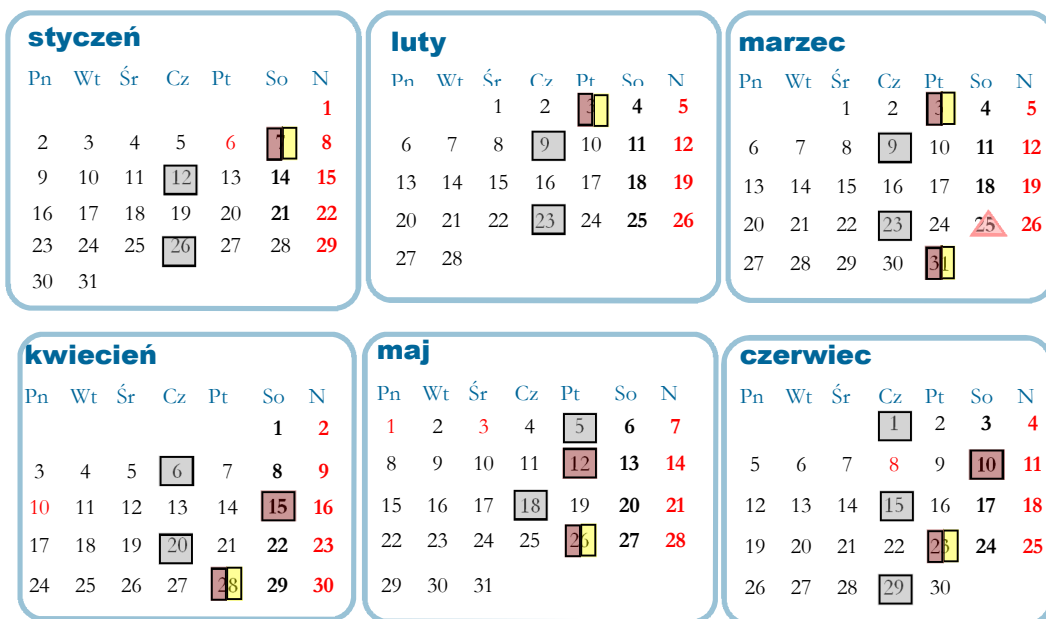 styczeń
Pn Wt Śr Cz Pt So N
1
2 3 4 5 6 7 8
9 10 11 12 13 14 15
16 17 18 19 20 21 22
23 24 25 26 27 28 29
30 31
luty
Pn Wt Śr Cz Pt So N
1 2 3 4 5
6 7 8 9 10 11 12
13 14 15 16 17 18 19
20 21 22 23 24 25 26
27 28
marzec
Pn Wt Śr Cz Pt So N
1 2 3 4 5
6 7 8 9 10 11 12
13 14 15 16 17 18 19
20 21 22 23 24 25 26
27 28 29 30 31
kwiecień
Pn Wt Śr Cz Pt So N
1 2
3 4 5 6 7 8 9
10 11 12 13 14 15 16
17 18 19 20 21 22 23
24 25 26 27 28 29 30
maj
Pn Wt Śr Cz Pt So N
1 2 3 4 5 6 7
8 9 10 11 12 13 14
15 16 17 18 19 20 21
22 23 24 25 26 27 28
29 30 31
czerwiec
Pn Wt Śr Cz Pt So N
1 2 3 4
5 6 7 8 9 10 11
12 13 14 15 16 17 18
19 20 21 22 23 24 25
26 27 28 29 30